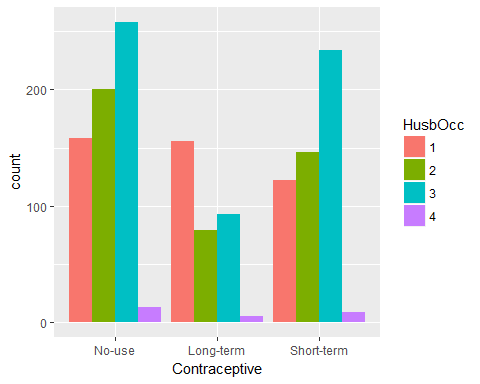 count
200
100
0
No-use
Long-term
Short-term
Contraceptive
HusbOcc
1
2
3
4